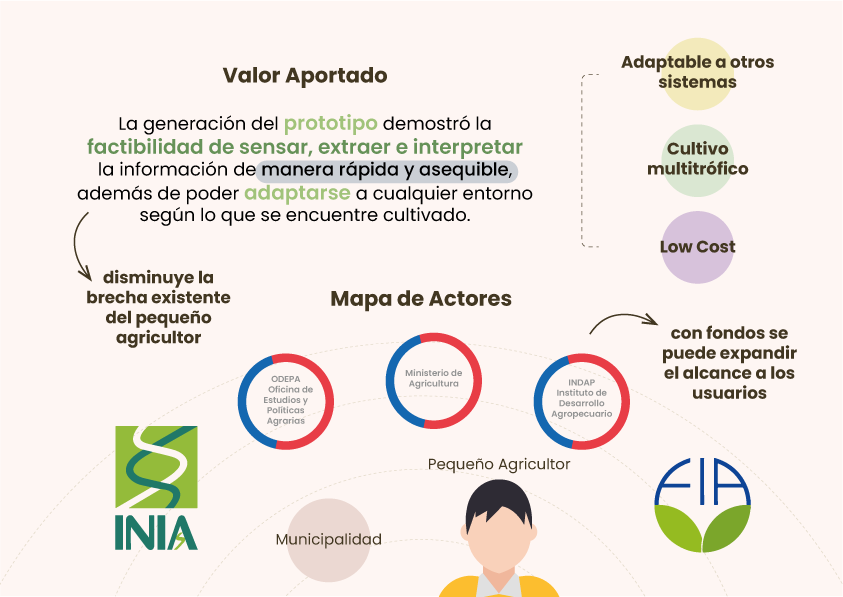 Valor Aportado
La generación del prototipo demostró la
factibilidad de sensar, extraer e interpretar
la información de manera rápida y asequible,
además de poder adaptarse a cualquier entorno
según lo que se encuentre cultivado.
Adaptable a otros
sistemas
Cultivo
multitrófico
Low Cost
disminuye la
brecha existente
del pequeño
agricultor
Mapa de Actores
con fondos se
puede expandir
el alcance a los
usuarios
ODEPA
Oficina de
Estudios y
Políticas
Agrarias
Ministerio de
Agricultura
INDAP
Instituto de
Desarrollo
Agropecuario
INIA
Pequeño Agricultor
FIA
Municipalidad